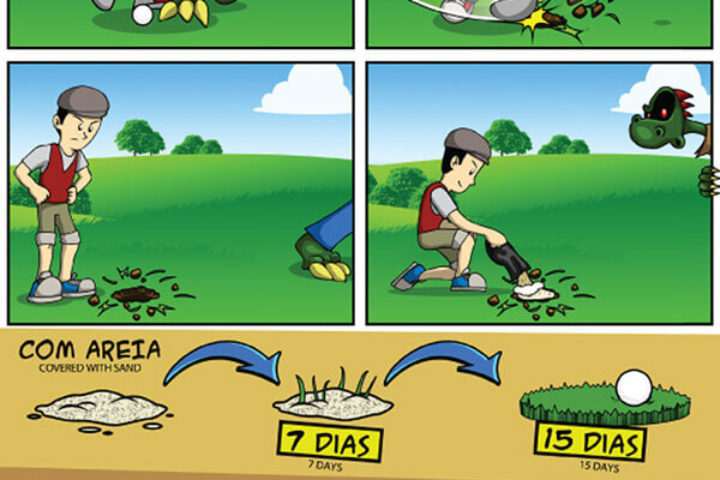 COM AREIA
COVERED WITH SAND
7 DIAS
7 DAYS
15 DIAS
15 DAYS